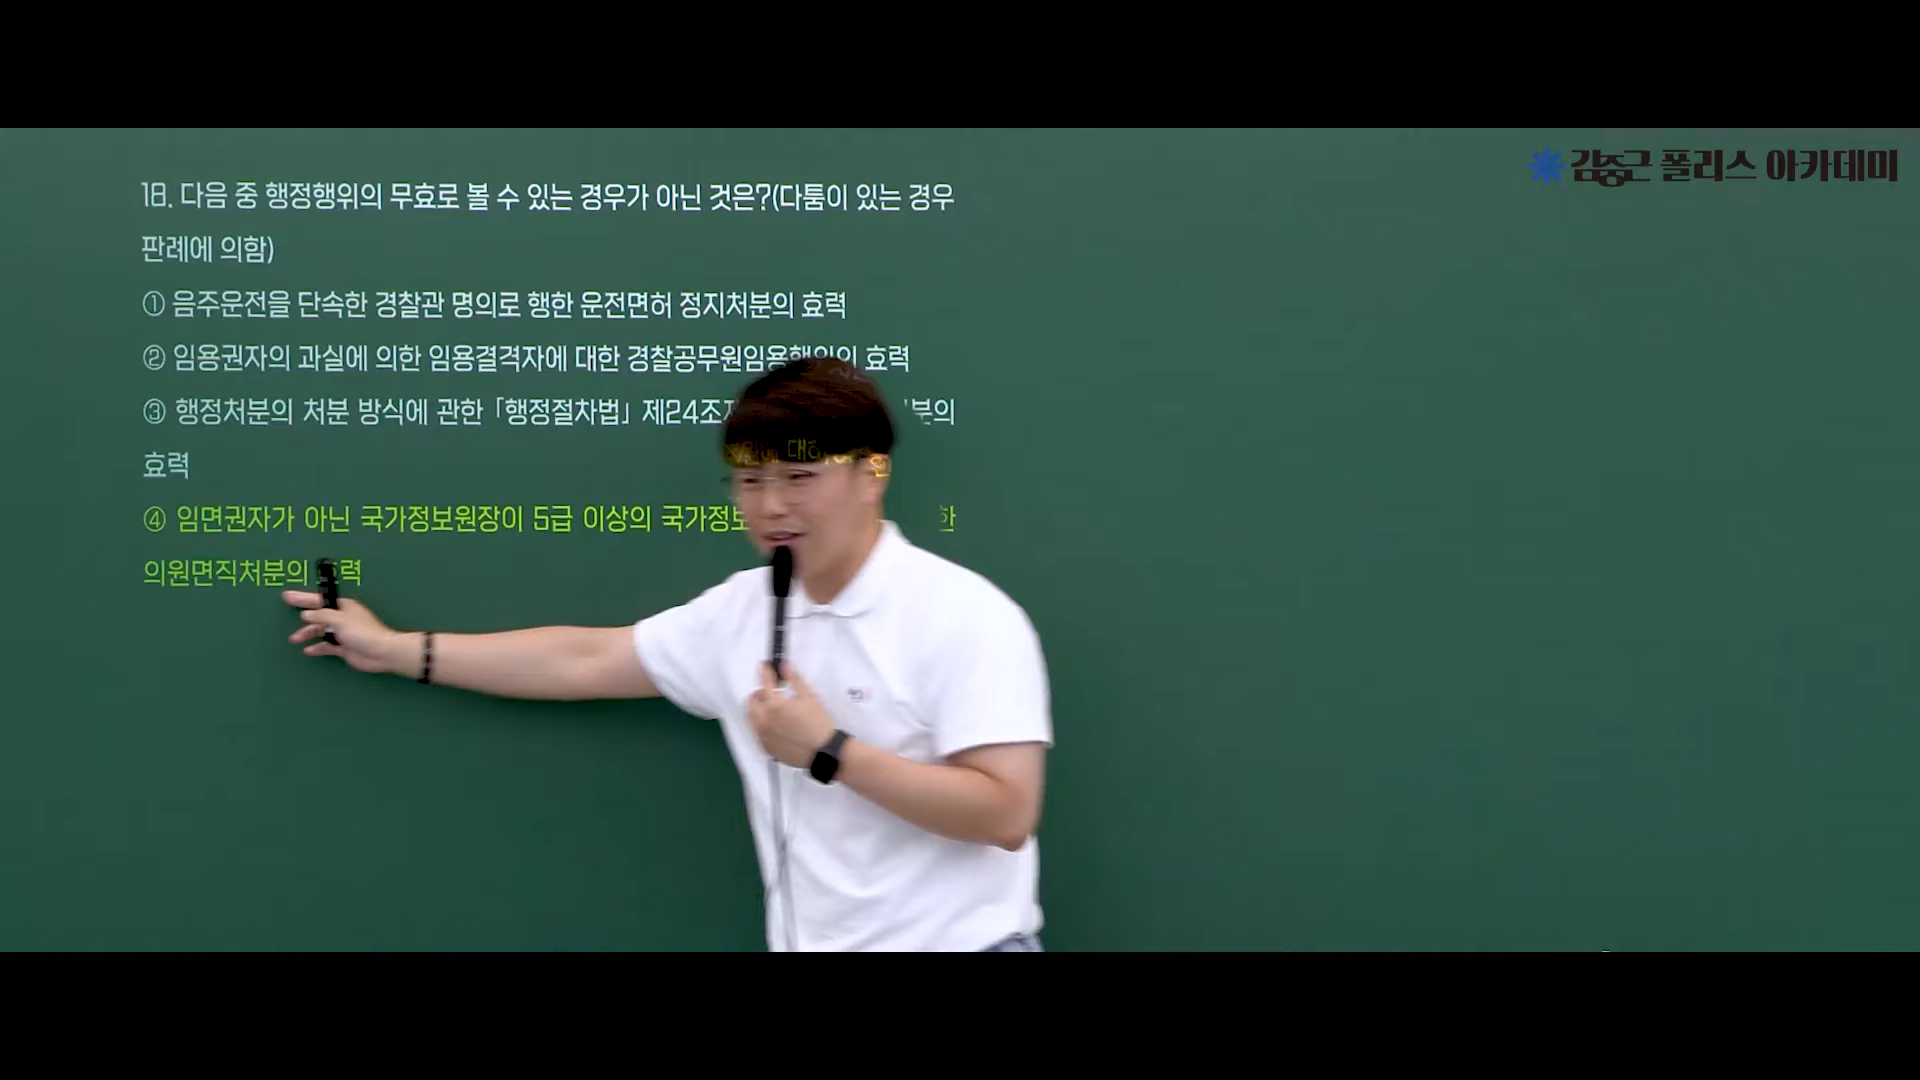 김중근 폴리스 아카데미
18. 다음 중 행정행위의 무효로 볼 수 있는 경우가 아닌 것은?(다툼이 있는 경우
판례에 의함)
① 음주운전을 단속한 경찰관 명의로 행한 운전면허 정지처분의 효력
② 임용권자의 과실에 의한 임용결격자에 대한 경찰공무원임용행위의 효력
③ 행정처분의 처분 방식에 관한 「행정절차법」 제24조
효력
④ 임면권자가 아닌 국가정보원장이 5급 이상의
의원면직처분의 효력